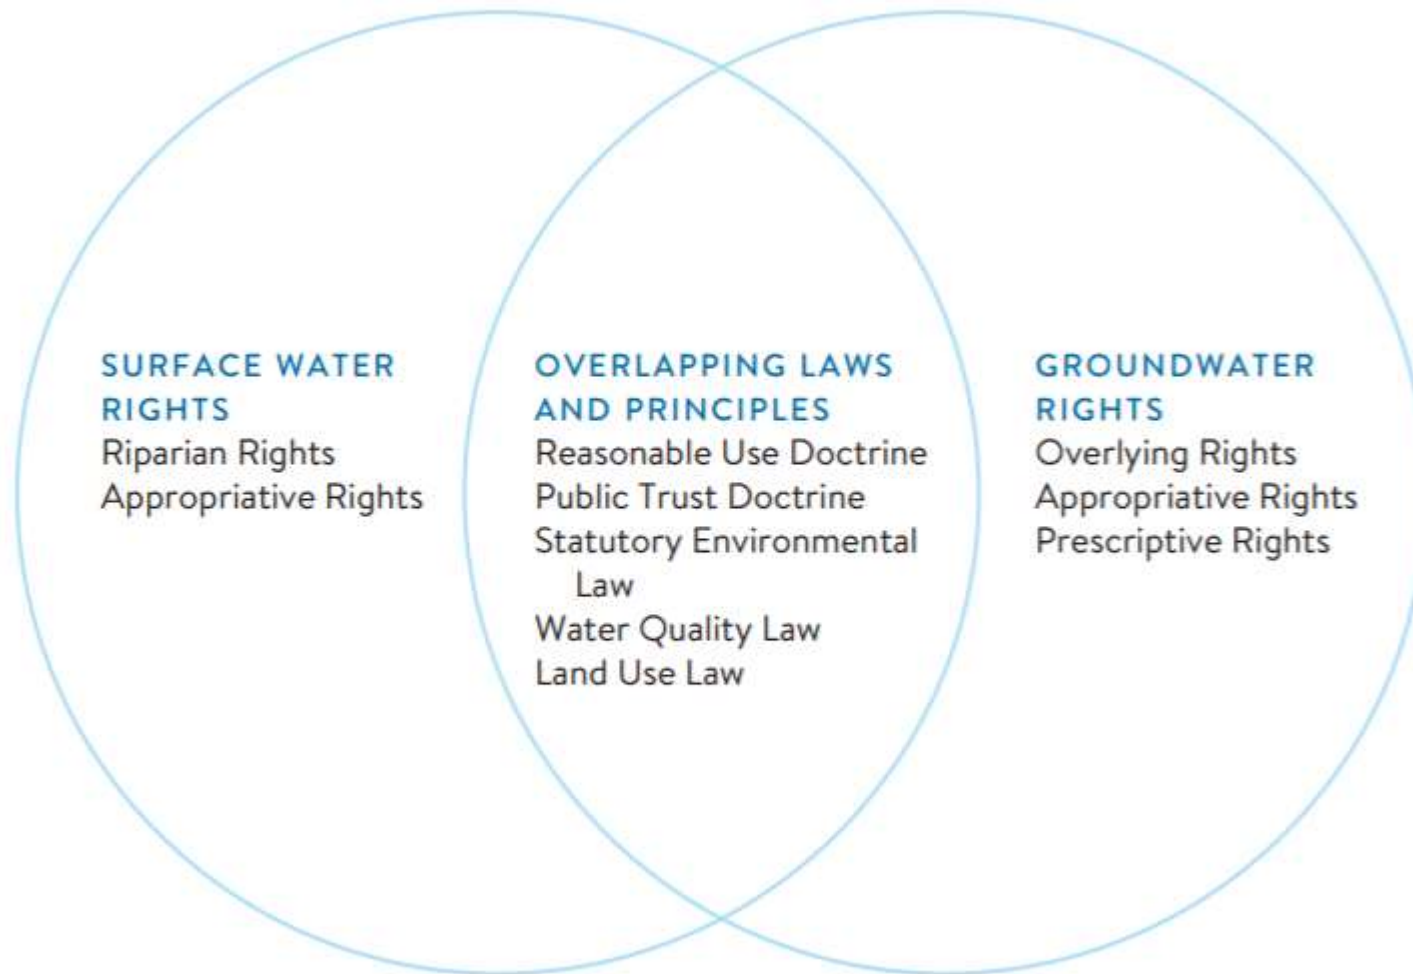 SURFACE WATER
RIGHTS
Riparian Rights
Appropriative Rights
OVERLAPPING LAWS
AND PRINCIPLES
Reasonable Use Doctrine
Public Trust Doctrine
Statutory Environmental
Law
Water Quality Law
Land Use Law
GROUNDWATER
RIGHTS
Overlying Rights
Appropriative Rights
Prescriptive Rights